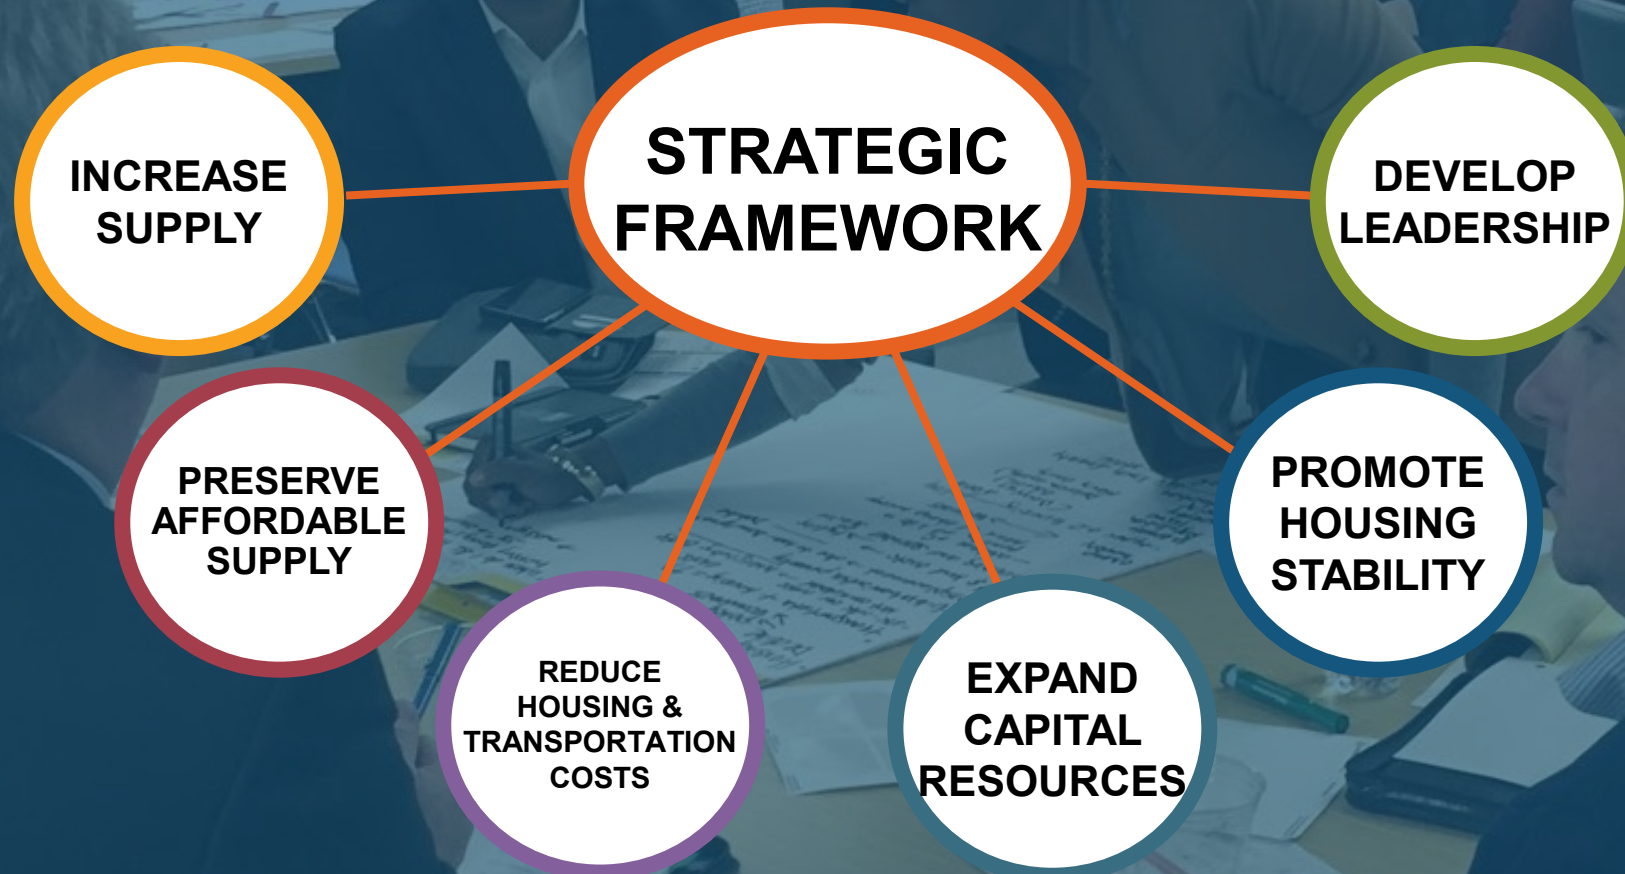 STRATEGIC
FRAMEWORK
INCREASE
SUPPLY
PRESERVE
AFFORDABLE
SUPPLY
REDUCE
HOUSING &
TRANSPORTATION
COSTS
EXPAND
CAPITAL
RESOURCES
PROMOTE
HOUSING
STABILITY
DEVELOP
LEADERSHIP